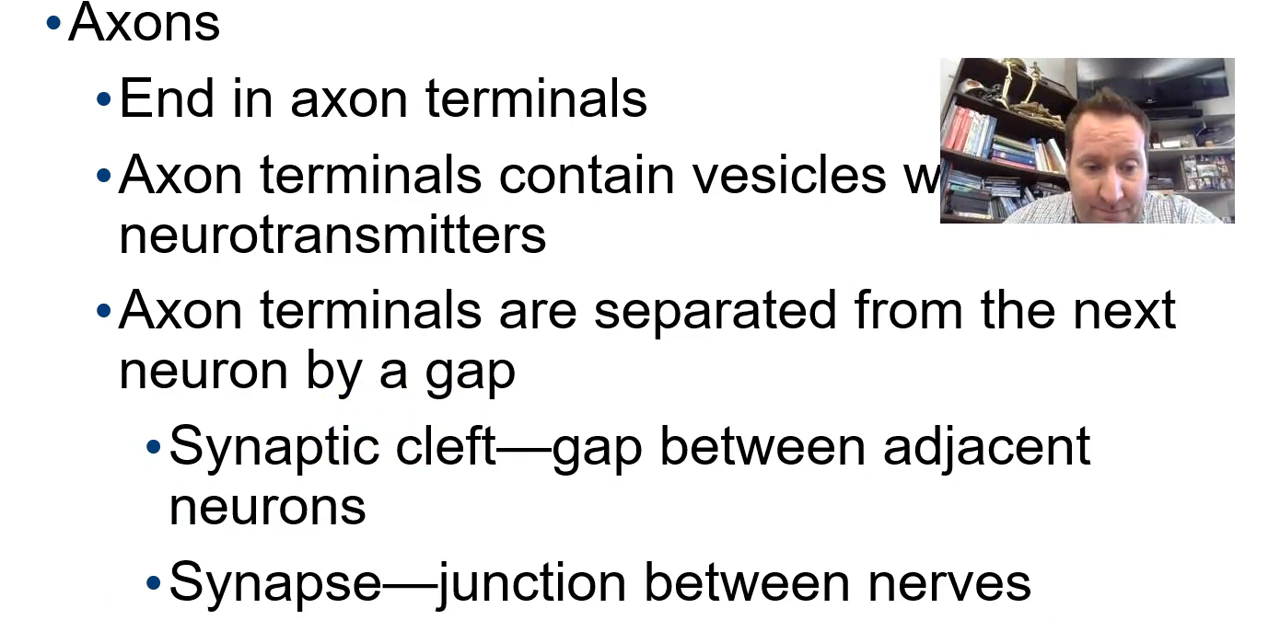 •Axons
•End in axon terminals
•Axon terminals contain vesicles
neurotransmitters
•Axon terminals are separated from the next
neuron by a gap
•Synaptic cleft—gap between adjacent
neurons
•Synapse—junction between nerves